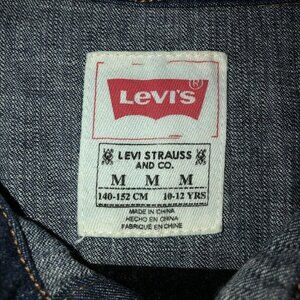 LEVI'S ®
LEVI STRAUSS
AND CO.
M M M
140-152 CM 10-12 YRS
MADE IN CHINA
HECHO EN CHINA
FABRIQUE EN CHINE